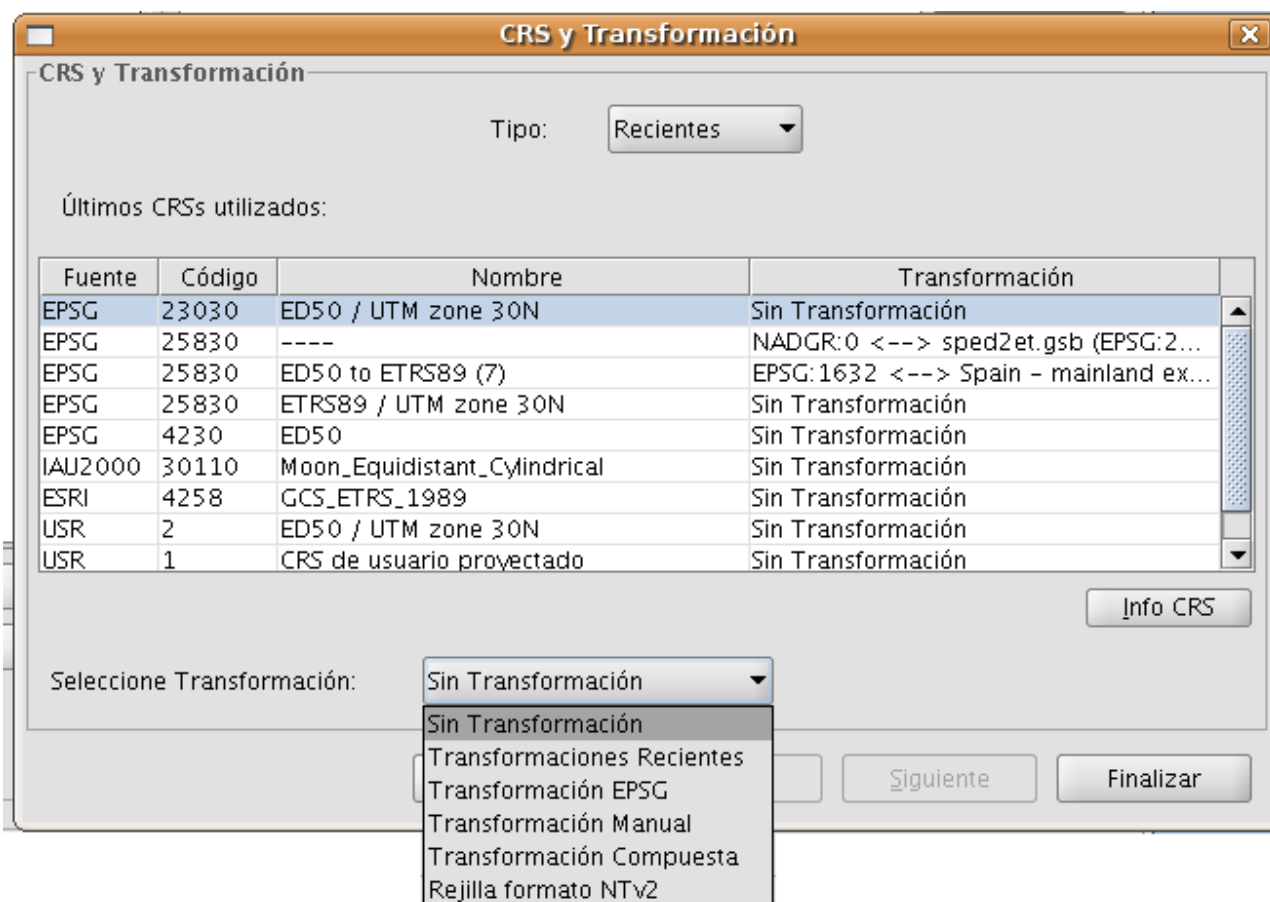 CRS y Transformación
CRS y Transformación
Tipo: Recientes
Últimos CRSs utilizados:
Fuente Código Nombre Transformación
EPSG 23030 ED50 / UTM zone 30N Sin Transformación
EPSG 25830 ---- NADGR:0 <--> sped2et.gsb (EPSG:2...
EPSG 25830 ED50 to ETRS89 (7) EPSG:1632 <--> Spain – mainland ex...
EPSG 25830 ETRS89 / UTM zone 30N Sin Transformación
EPSG 4230 ED50 Sin Transformación
IAU2000 30110 Moon_Equidistant_Cylindrical Sin Transformación
ESRI 4258 GCS_ETRS_1989 Sin Transformación
USR 2 ED50 / UTM zone 30N Sin Transformación
USR 1 CRS de usuario proyectado Sin Transformación
Info CRS
Seleccione Transformación: Sin Transformación
Sin Transformación
Transformaciones Recientes
Transformación EPSG
Siguiente Finalizar
Transformación Manual
Transformación Compuesta
Rejilla formato NTv2